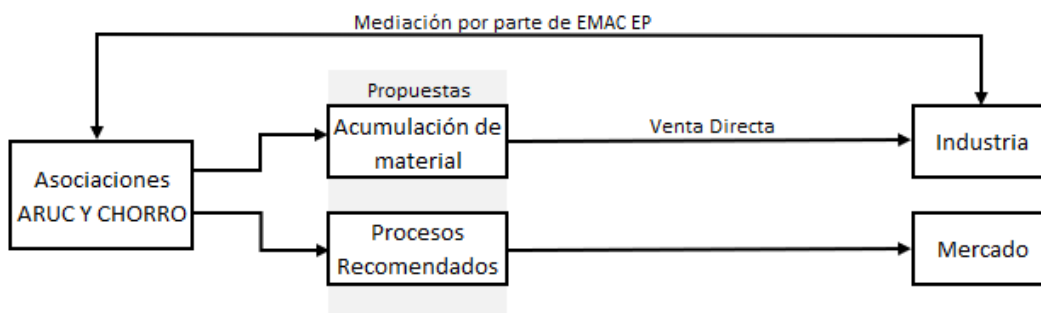 Mediación por parte de EMAC EP
Propuestas
Acumulación de
material
Venta Directa
Industria
Asociaciones
ARUC Y CHORRO
Procesos
Recomendados
Mercado